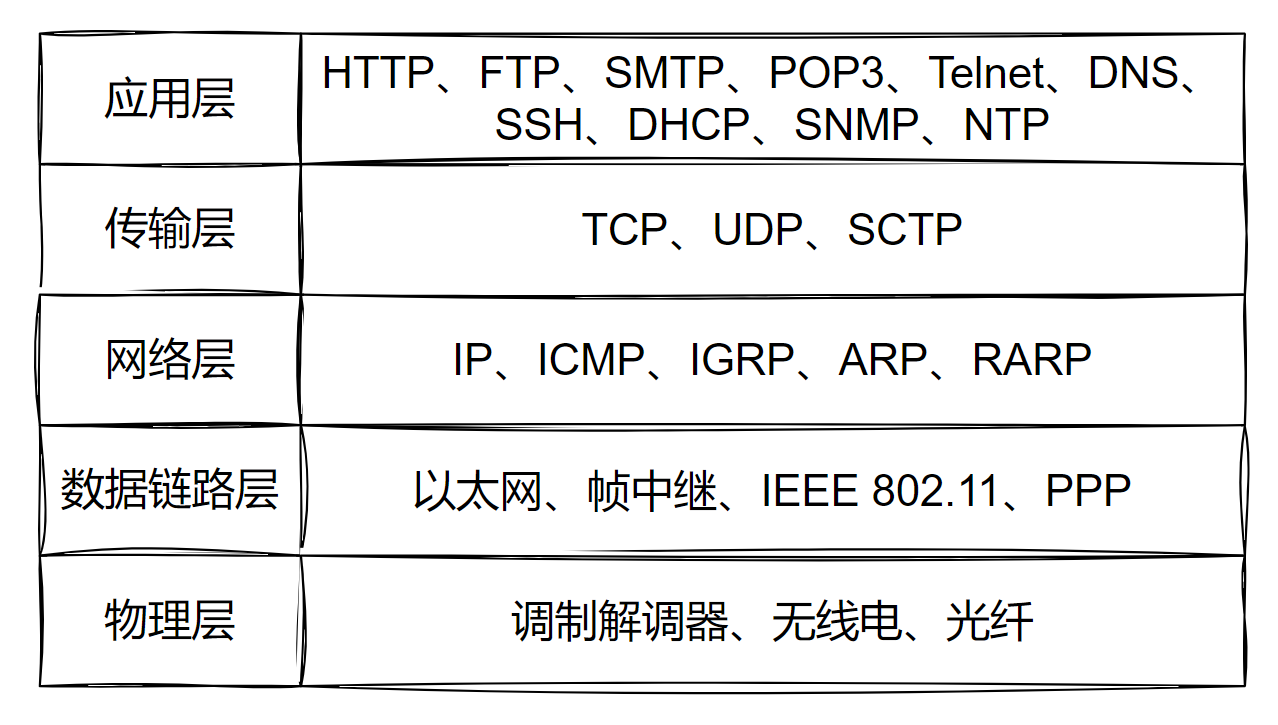 应用层
HTTP、FTP、SMTP、POP3、Telnet、DNS、
SSH、DHCP、SNMP、NTP
传输层
TCP、UDP、SCTP
网络层
IP、ICMP、IGRP、ARP、RARP
数据链路层
以太网、帧中继、IEEE 802.11、PPP
物理层
调制解调器、无线电、光纤